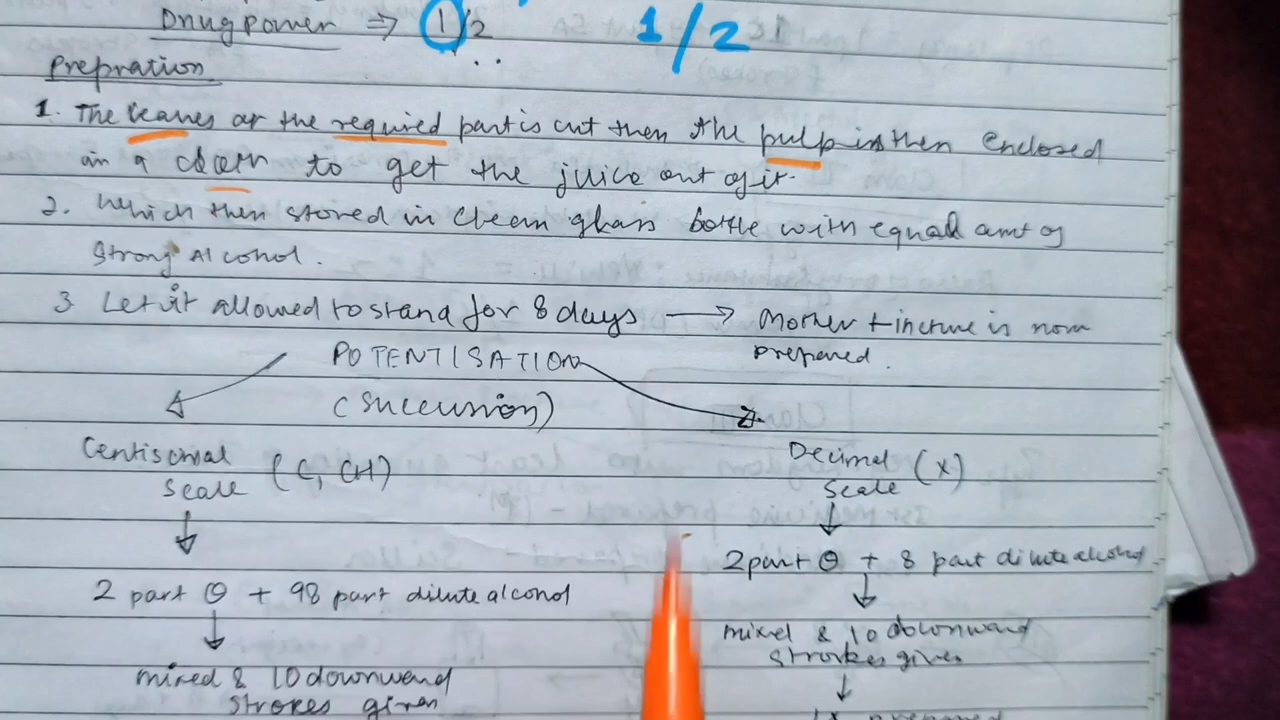 Drug power ⇒ 1/2 1/2
Prepration
1. The leaves or the required part is cut then the pulp is then enclosed
in a cloth to get the juice out of it.
2. Which then stored in clean glass bottle with equal amt of
strong Alcohol.
3 Let it allowed to stand for 8 days → Mother tincture is now
prepared.
POTENTISATION
(Succussion)
Centisimal
Scale (C, CH)
Decimal
Scale (X)
2 part θ + 98 part dilute alcohol
2 part θ + 8 part dilute alcohol
mixed & 10 downward
strokes given
mixed & 10 downward
strokes given
1X prepared